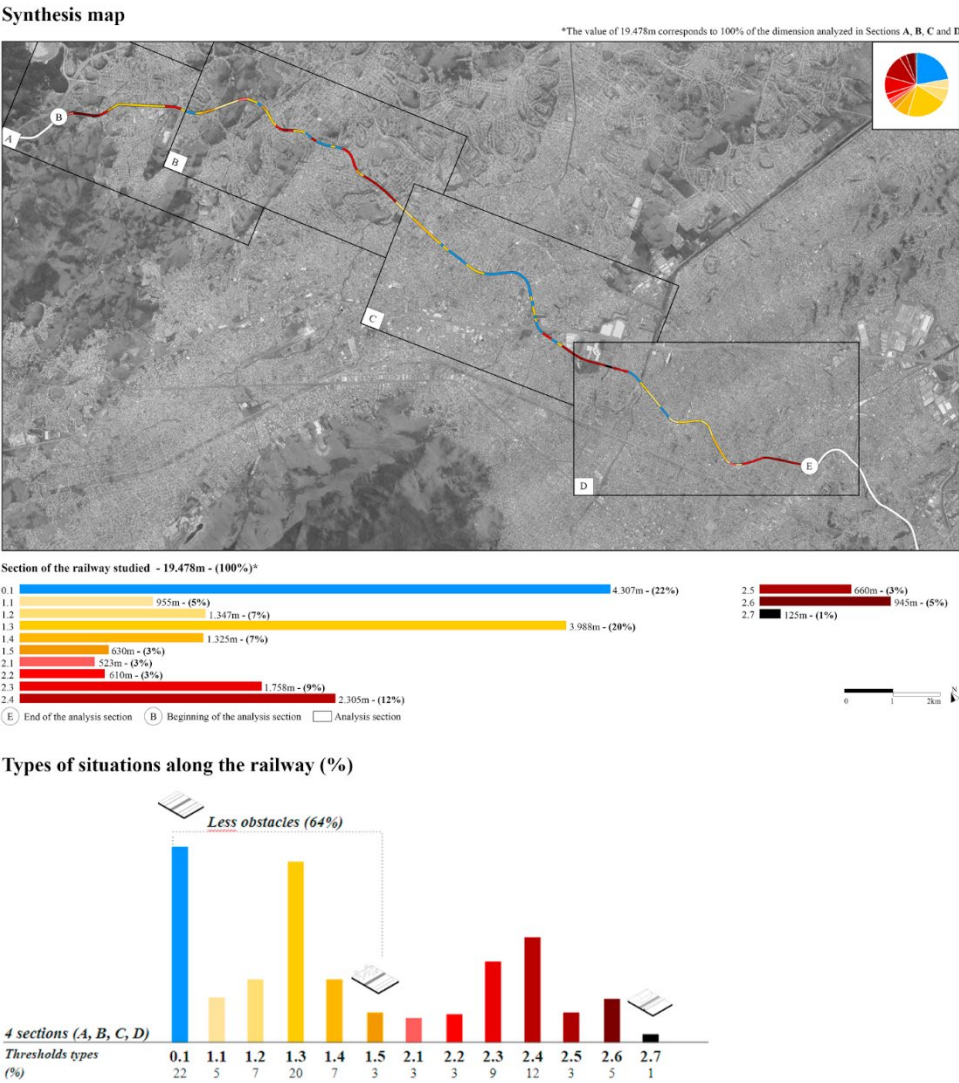 Synthesis map
*The value of 19.478m corresponds to 100% of the dimension analyzed in Sections A, B, C and D
A
B
B
C
D
E
Section of the railway studied - 19.478m - (100%)*
0.1 4.307m - (22%)
1.1 955m - (5%)
1.2 1.347m - (7%)
1.3 3.988m - (20%)
1.4 1.325m - (7%)
1.5 630m - (3%)
2.1 523m - (3%)
2.2 610m - (3%)
2.3 1.758m - (9%)
2.4 2.305m - (12%)
2.5 660m - (3%)
2.6 945m - (5%)
2.7 125m - (1%)
0 1 2km
N
E End of the analysis section B Beginning of the analysis section Analysis section
Types of situations along the railway (%)
Less obstacles (64%)
4 sections (A, B, C, D)
Thresholds types 0.1 1.1 1.2 1.3 1.4 1.5 2.1 2.2 2.3 2.4 2.5 2.6 2.7
(%) 22 5 7 20 7 3 3 3 9 12 3 5 1